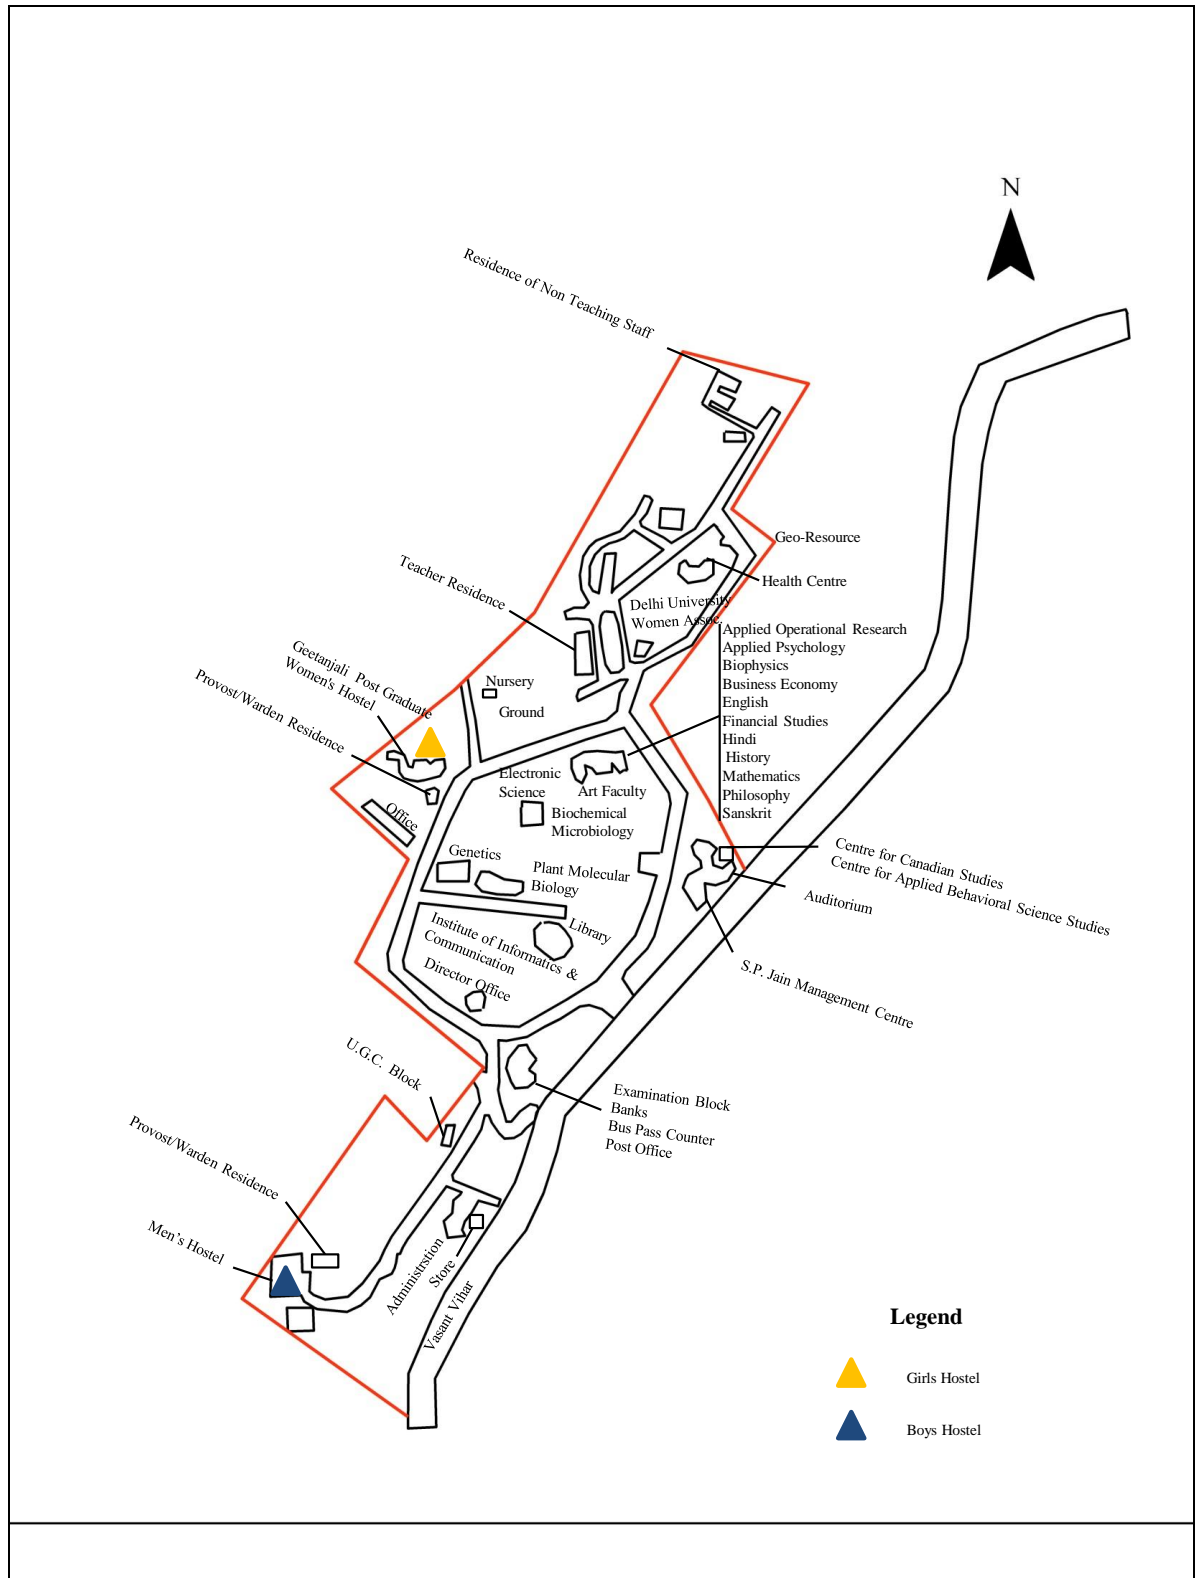 N
Residence of Non Teaching Staff
Geo-Resource
Teacher Residence
Health Centre
Delhi University
Women Assoc.
Applied Operational Research
Applied Psychology
Biophysics
Business Economy
English
Financial Studies
Hindi
History
Mathematics
Philosophy
Sanskrit
Geetanjali Post Graduate
Women's Hostel
Provost/Warden Residence
Nursery
Ground
Electronic
Science
Art Faculty
Office
Biochemical
Microbiology
Genetics
Plant Molecular
Biology
Centre for Canadian Studies
Centre for Applied Behavioral Science Studies
Auditorium
Library
Institute of Informatics &
Communication
Director Office
S.P. Jain Management Centre
U.G.C. Block
Examination Block
Banks
Bus Pass Counter
Post Office
Provost/Warden Residence
Men's Hostel
Administrstion
Store
Vasant Vihar
Legend
Girls Hostel
Boys Hostel